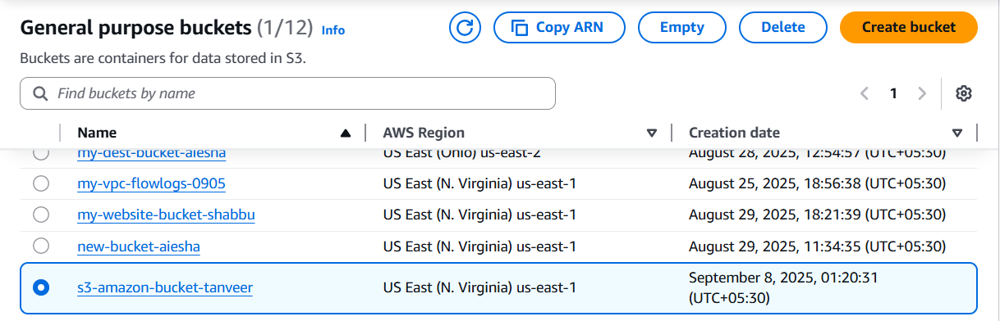 General purpose buckets (1/12) Info
Copy ARN
Empty
Delete
Create bucket
Buckets are containers for data stored in S3.
Find buckets by name
1
Name AWS Region Creation date
my-dest-bucket-aiesha US East (Ohio) us-east-2 August 28, 2025, 12:54:57 (UTC+05:30)
my-vpc-flowlogs-0905 US East (N. Virginia) us-east-1 August 25, 2025, 18:56:38 (UTC+05:30)
my-website-bucket-shabbu US East (N. Virginia) us-east-1 August 29, 2025, 18:21:39 (UTC+05:30)
new-bucket-aiesha US East (N. Virginia) us-east-1 August 29, 2025, 11:34:35 (UTC+05:30)
s3-amazon-bucket-tanveer US East (N. Virginia) us-east-1 September 8, 2025, 01:20:31
(UTC+05:30)